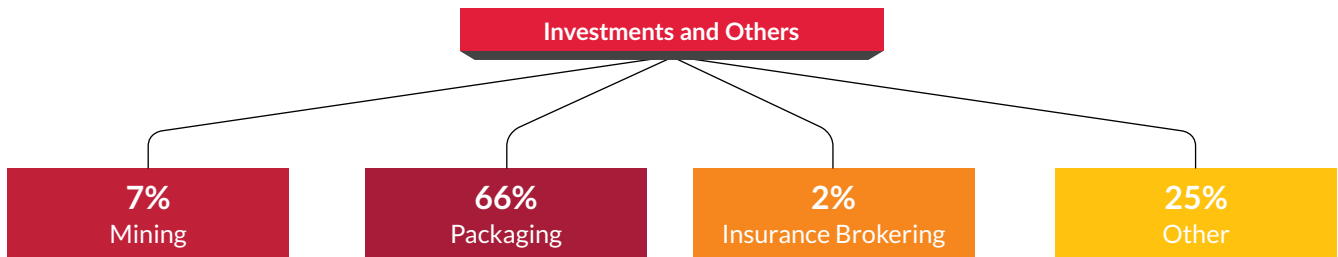 Investments and Others
7%
Mining
66%
Packaging
2%
Insurance Brokering
25%
Other